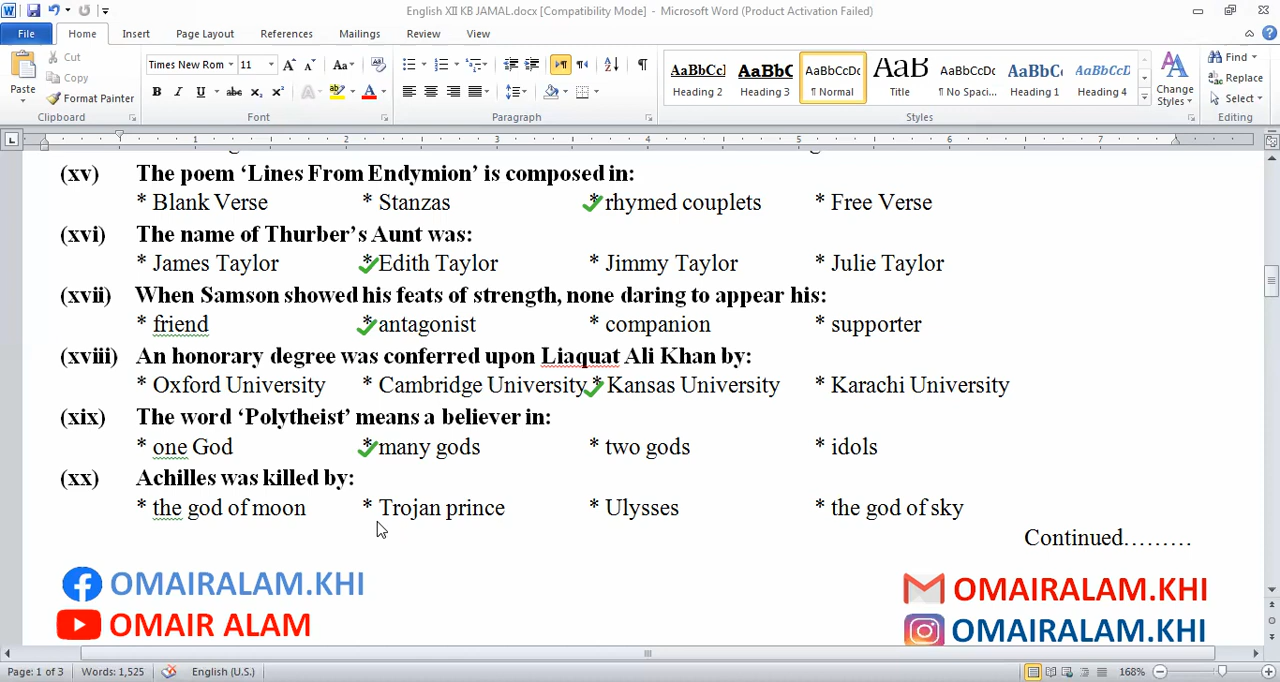 English XII KB JAMAL.docx [Compatibility Mode] - Microsoft Word (Product Activation Failed)
File Home Insert Page Layout References Mailings Review View
Cut
Copy
Paste
Format Painter
Clipboard
Times New Rom 11
Font
Paragraph
AaBbCcI AaBbC AaBbCcDc AaB AaBbCcDc AaBbC AaBbCcD
Heading 2 Heading 3 ¶ Normal Title ¶ No Spaci... Heading 1 Heading 4
Change Styles
Styles
Find
Replace
Select
Editing
1 2 3 4 5 6 7
(xv) The poem ‘Lines From Endymion’ is composed in:
* Blank Verse * Stanzas * rhymed couplets * Free Verse
(xvi) The name of Thurber’s Aunt was:
* James Taylor * Edith Taylor * Jimmy Taylor * Julie Taylor
(xvii) When Samson showed his feats of strength, none daring to appear his:
* friend * antagonist * companion * supporter
(xviii) An honorary degree was conferred upon Liaquat Ali Khan by:
* Oxford University * Cambridge University * Kansas University * Karachi University
(xix) The word ‘Polytheist’ means a believer in:
* one God * many gods * two gods * idols
(xx) Achilles was killed by:
* the god of moon * Trojan prince * Ulysses * the god of sky
Continued………
OMAIRALAM.KHI
OMAIRALAM.KHI
OMAIR ALAM
OMAIRALAM.KHI
Page: 1 of 3 Words: 1,525 English (U.S.) 168%